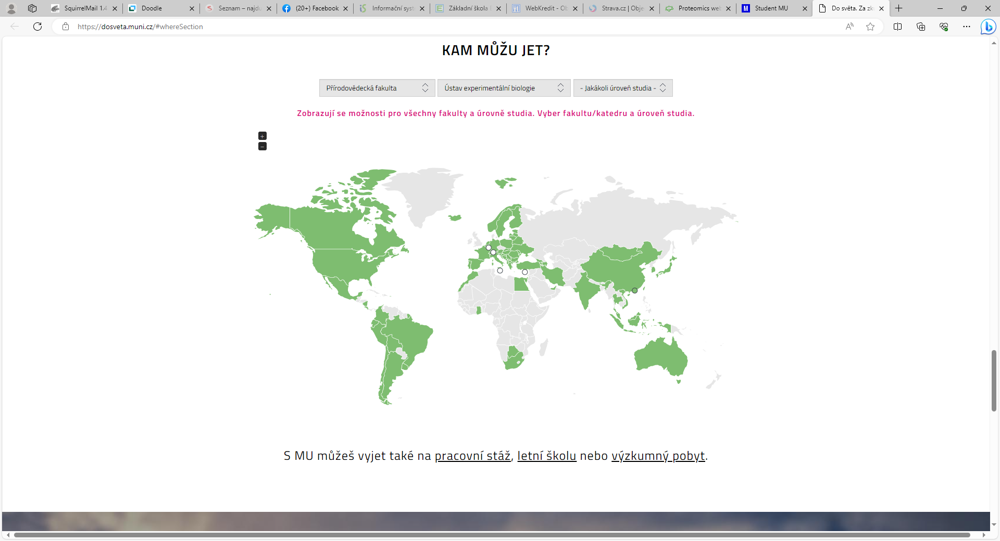 SquirrelMail 1.4
Doodle
Seznam – najdu
(20+) Facebook
Informační syst
Základní škola
WebKredit - Ob
Strava.cz | Obje
Proteomics web
Student MU
Do světa. Za zk
https://dosveta.muni.cz/#whereSection
KAM MŮŽU JET?
Přírodovědecká fakulta
Ústav experimentální biologie
- Jakákoli úroveň studia -
Zobrazují se možnosti pro všechny fakulty a úrovně studia. Vyber fakultu/katedru a úroveň studia.
+
−
S MU můžeš vyjet také na pracovní stáž, letní školu nebo výzkumný pobyt.